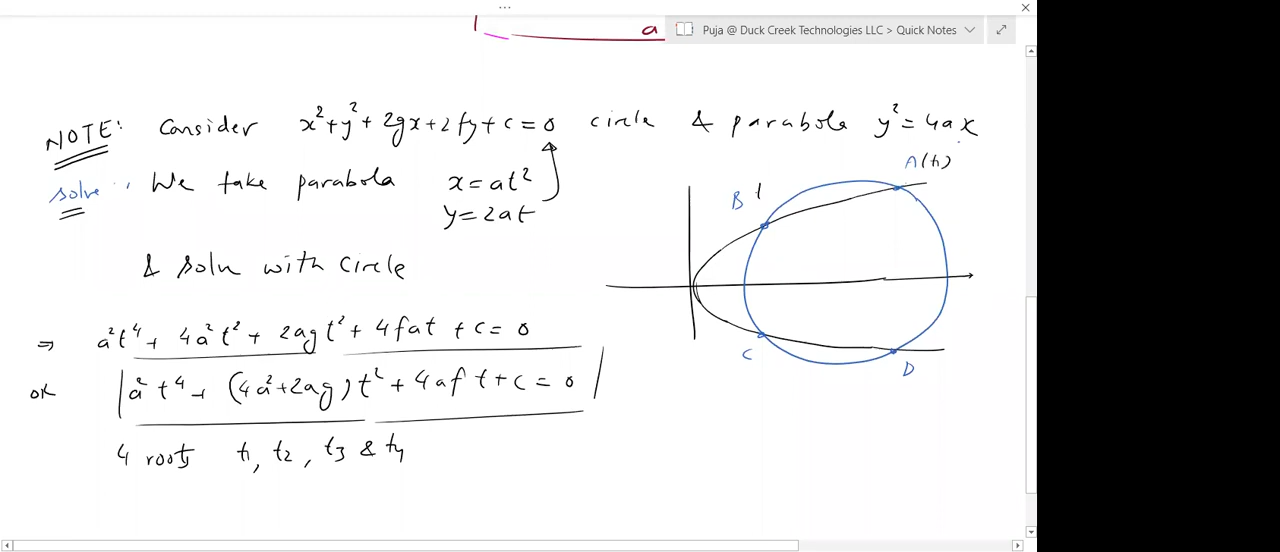 a
Puja @ Duck Creek Technologies LLC > Quick Notes
NOTE: Consider x²+y²+2gx+2fy+c=0 circle & parabola y²=4ax
Solve: We take parabola x=at²
y=2at
& Solve with circle
⇒ a²t⁴+4a²t²+2agt²+4fat+c=0
OR a²t⁴+(4a²+2ag)t²+4aft+c=0
4 roots t₁, t₂, t₃ & t₄
A(t₁)
B t
C
D